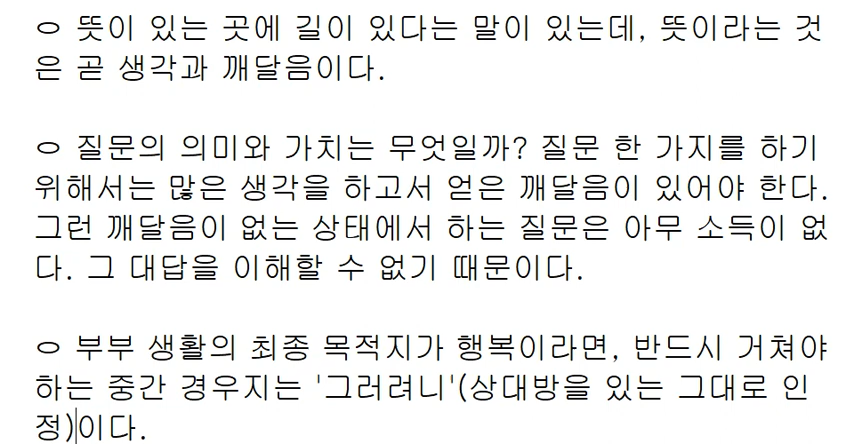 ㅇ 뜻이 있는 곳에 길이 있다는 말이 있는데, 뜻이라는 것
은 곧 생각과 깨달음이다.
ㅇ 질문의 의미와 가치는 무엇일까? 질문 한 가지를 하기
위해서는 많은 생각을 하고서 얻은 깨달음이 있어야 한다.
그런 깨달음이 없는 상태에서 하는 질문은 아무 소득이 없
다. 그 대답을 이해할 수 없기 때문이다.
ㅇ 부부 생활의 최종 목적지가 행복이라면, 반드시 거쳐야
하는 중간 경우지는 '그러려니'(상대방을 있는 그대로 인
정)이다.